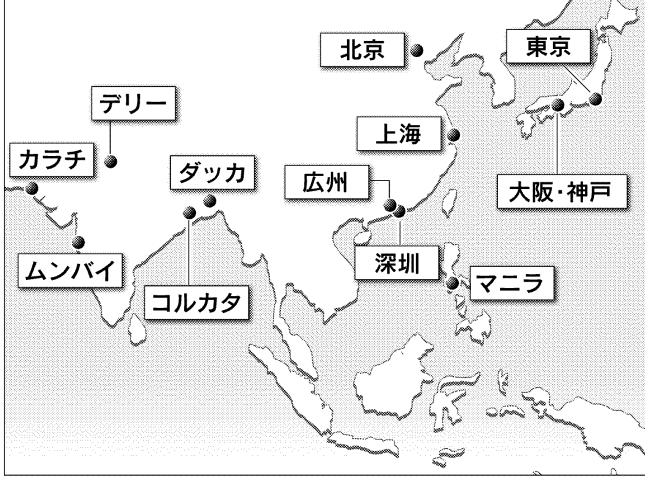 北京
東京
デリー
上海
カラチ
ダッカ
広州
大阪・神戸
深圳
ムンバイ
マニラ
コルカタ